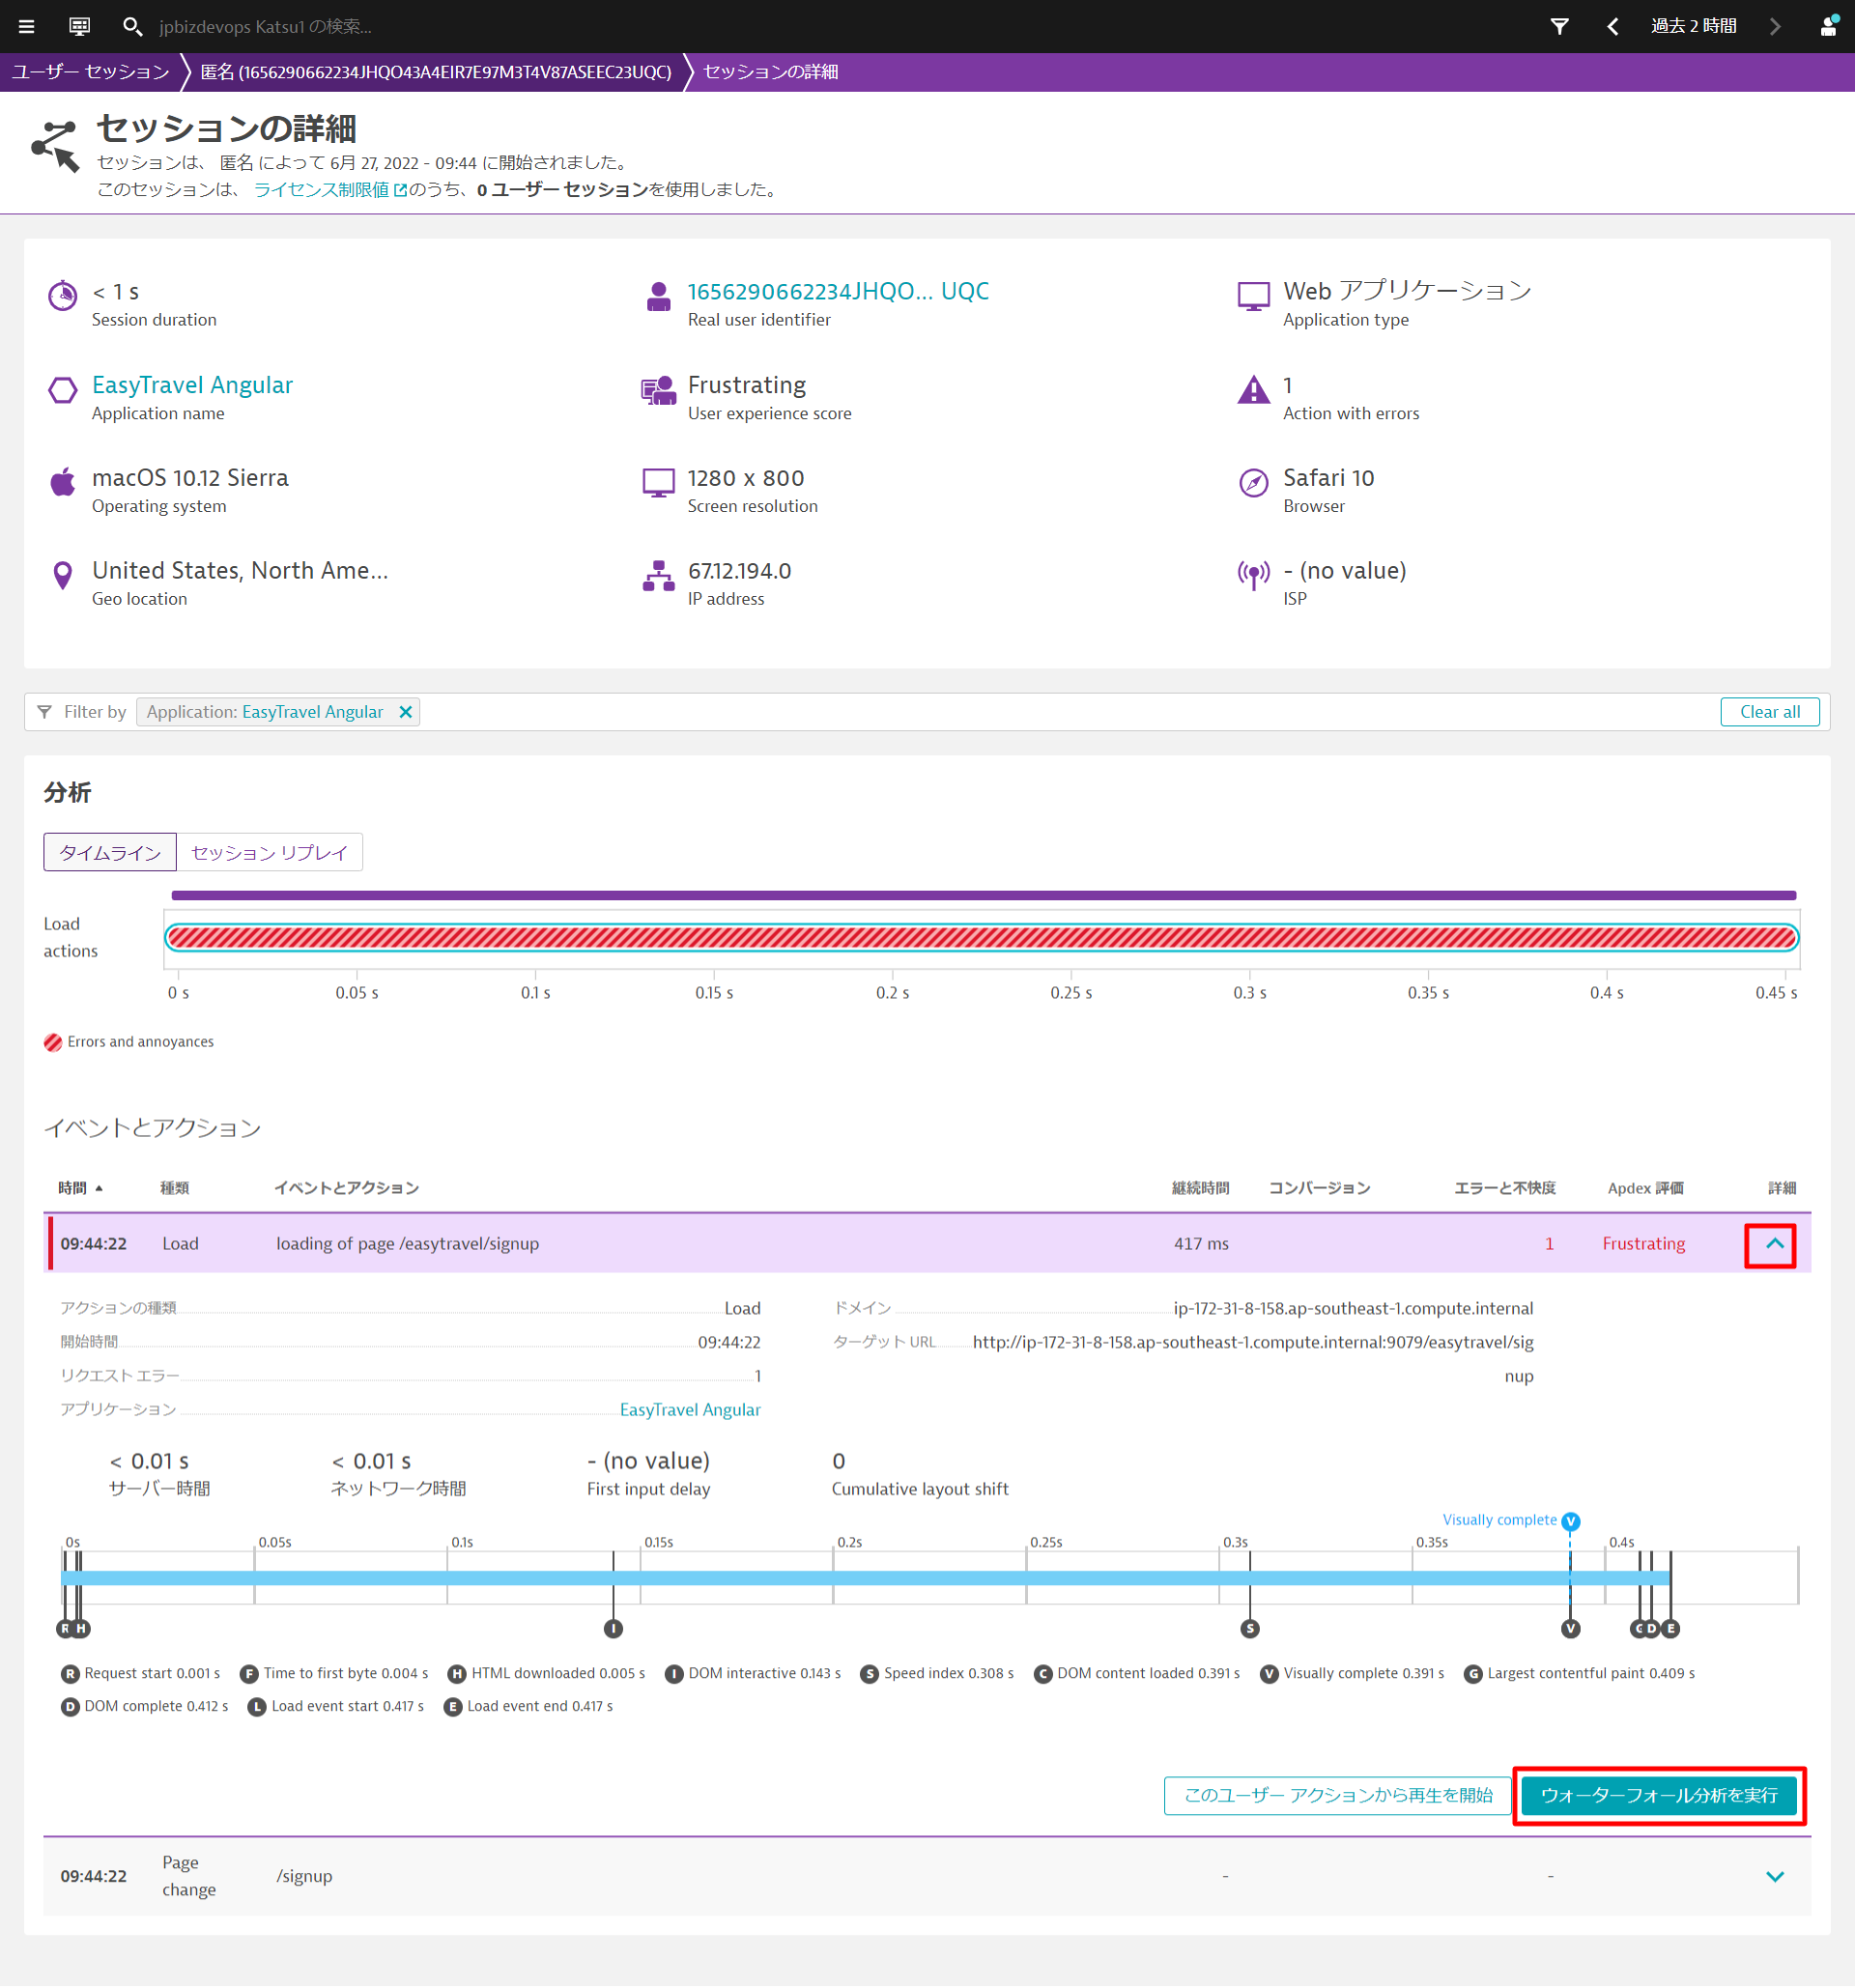 jpbizdevops Katsu1 の検索...
過去 2 時間
ユーザー セッション
匿名 (1656290662234JHQO43A4EIR7E97M3T4V87ASEEC23UQC)
セッションの詳細
セッションの詳細
セッションは、 匿名 によって 6月 27, 2022 - 09:44 に開始されました。
このセッションは、 ライセンス制限値のうち、0 ユーザー セッションを使用しました。
< 1 s
Session duration
1656290662234JHQO... UQC
Real user identifier
Web アプリケーション
Application type
EasyTravel Angular
Application name
Frustrating
User experience score
1
Action with errors
macOS 10.12 Sierra
Operating system
1280 x 800
Screen resolution
Safari 10
Browser
United States, North Ame...
Geo location
67.12.194.0
IP address
- (no value)
ISP
Filter by
Application: EasyTravel Angular
Clear all
分析
タイムライン
セッション リプレイ
Load
actions
0 s
0.05 s
0.1 s
0.15 s
0.2 s
0.25 s
0.3 s
0.35 s
0.4 s
0.45 s
Errors and annoyances
イベントとアクション
時間 ▲
種類
イベントとアクション
継続時間
コンバージョン
エラーと不快度
Apdex 評価
詳細
09:44:22
Load
loading of page /easytravel/signup
417 ms
1
Frustrating
アクションの種類
Load
ドメイン
ip-172-31-8-158.ap-southeast-1.compute.internal
開始時間
09:44:22
ターゲット URL
http://ip-172-31-8-158.ap-southeast-1.compute.internal:9079/easytravel/sig
nup
リクエスト エラー
1
アプリケーション
EasyTravel Angular
< 0.01 s
サーバー時間
< 0.01 s
ネットワーク時間
- (no value)
First input delay
0
Cumulative layout shift
Visually complete V
0s
0.05s
0.1s
0.15s
0.2s
0.25s
0.3s
0.35s
0.4s
R
H
I
S
V
G
D
E
R Request start 0.001 s
F Time to first byte 0.004 s
H HTML downloaded 0.005 s
I DOM interactive 0.143 s
S Speed index 0.308 s
C DOM content loaded 0.391 s
V Visually complete 0.391 s
G Largest contentful paint 0.409 s
D DOM complete 0.412 s
L Load event start 0.417 s
E Load event end 0.417 s
このユーザー アクションから再生を開始
ウォーターフォール分析を実行
09:44:22
Page
change
/signup
-
-